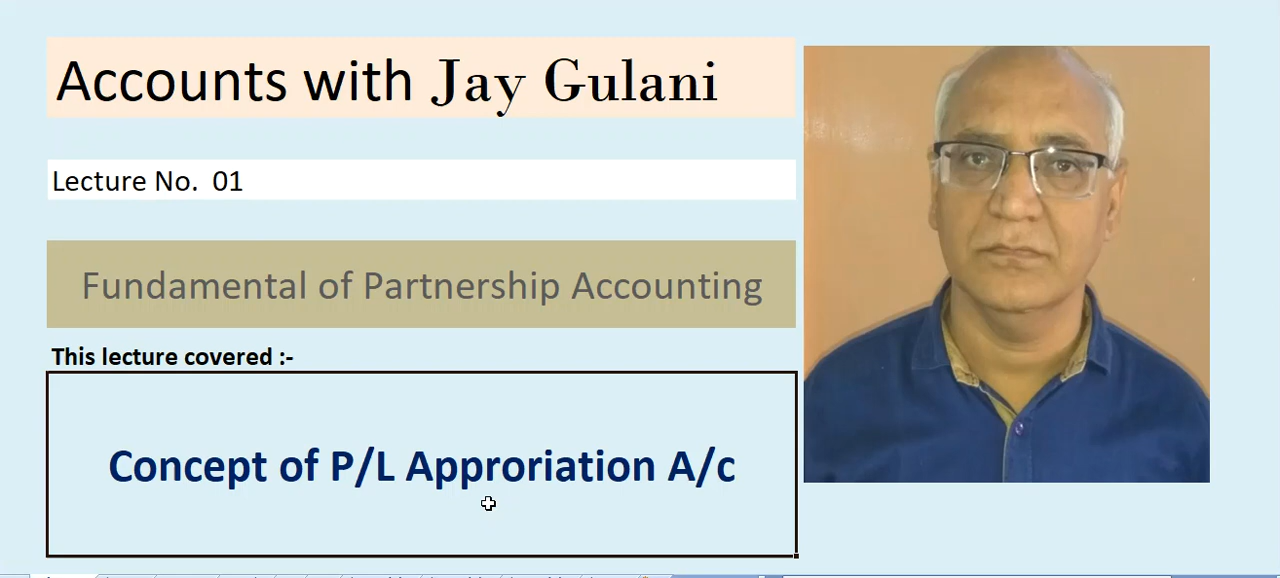 Accounts with Jay Gulani
Lecture No. 01
Fundamental of Partnership Accounting
This lecture covered :-
Concept of P/L Approriation A/c